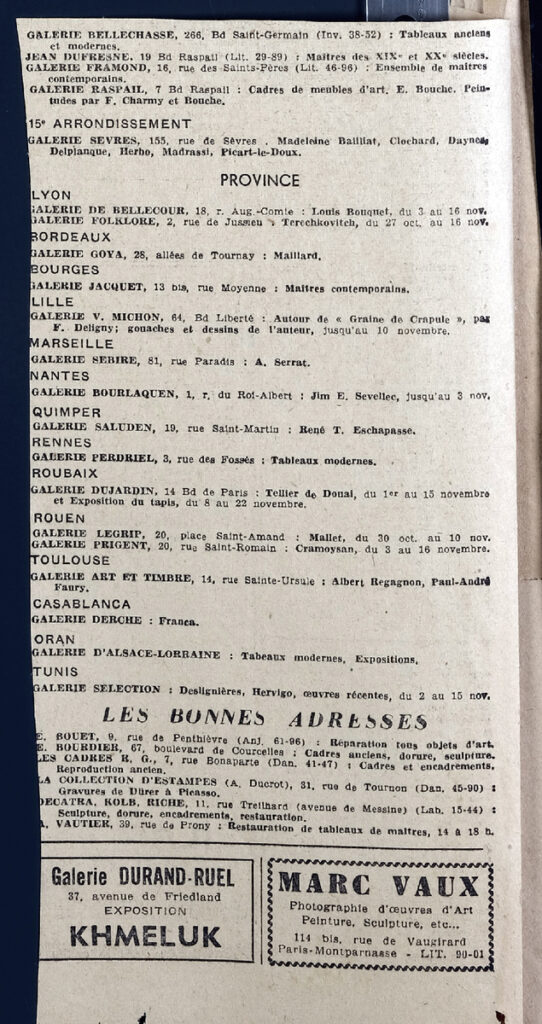 GALERIE BELLECHASSE, 266, Bd Saint-Germain (Inv. 38-52) : Tableaux anciens
et modernes.
JEAN DUFRESNE, 19 Bd Raspail (Lit. 29-89) : Maîtres des XIXe et XXe siècles.
GALERIE FRAMOND, 16, rue des Saints-Pères (Lit. 46-96) : Ensemble de maîtres
contemporains.
GALERIE RASPAIL, 7 Bd Raspail : Cadres de meubles d'art. E. Bouche. Pein-
tudes par F. Charmy et Bouche.
15e ARRONDISSEMENT
GALERIE SEVRES, 155, rue de Sèvres . Madeleine Bailliat, Clochard, Daynes,
Delplanque, Herbo, Madrassi, Picart-le-Doux.
PROVINCE
LYON
GALERIE DE BELLECOUR, 18, r. Aug.-Comte : Louis Bouquet, du 3 au 16 nov.
GALERIE FOLKLORE, 2, rue de Jussieu : Terechkovitch, du 27 oct. au 16 nov.
BORDEAUX
GALERIE GOYA, 28, allées de Tournay : Maillard.
BOURGES
GALERIE JACQUET, 13 bis, rue Moyenne : Maîtres contemporains.
LILLE
GALERIE V. MICHON, 64, Bd Liberté : Autour de « Graine de Crapule », par
F. Deligny; gouaches et dessins de l'auteur, jusqu'au 10 novembre.
MARSEILLE
GALERIE SEBIRE, 81, rue Paradis : A. Serrat.
NANTES
GALERIE BOURLAQUEN, 1, r. du Roi-Albert : Jim E. Sevellec, jusqu'au 3 nov.
QUIMPER
GALERIE SALUDEN, 19, rue Saint-Martin : René T. Eschapasse.
RENNES
GALERIE PERDRIEL, 3, rue des Fossés : Tableaux modernes.
ROUBAIX
GALERIE DUJARDIN, 14 Bd de Paris : Tellier de Douai, du 1er au 15 novembre
et Exposition du tapis, du 8 au 22 novembre.
ROUEN
GALERIE LEGRIP, 20, place Saint-Amand : Mallet, du 30 oct. au 10 nov.
GALERIE PRIGENT, 20, rue Saint-Romain : Cramoysan, du 3 au 16 novembre.
TOULOUSE
GALERIE ART ET TIMBRE, 14, rue Sainte-Ursule : Albert Regagnon, Paul-André
Faury.
CASABLANCA
GALERIE DERCHE : Franca.
ORAN
GALERIE D'ALSACE-LORRAINE : Tabeaux modernes, Expositions.
TUNIS
GALERIE SELECTION : Deslignières, Hervigo, œuvres récentes, du 2 au 15 nov.
LES BONNES ADRESSES
E. BOUET, 9, rue de Penthièvre (Anj. 61-96) : Réparation tous objets d'art.
E. BOURDIER, 67, boulevard de Courcelles : Cadres anciens, dorure, sculpture.
LES CADRES R. G., 7, rue Bonaparte (Dan. 41-47) : Cadres et encadrements.
Reproduction ancien.
LA COLLECTION D'ESTAMPES (A. Ducrot), 31, rue de Tournon (Dan. 45-90) :
Gravures de Dürer à Picasso.
DECATRA, KOLB, RICHE, 11, rue Treilhard (avenue de Messine) (Lab. 15-44) :
Sculpture, dorure, encadrements, restauration.
A. VAUTIER, 39, rue de Prony : Restauration de tableaux de maîtres, 14 à 18 h.
Galerie DURAND-RUEL
37, avenue de Friedland
EXPOSITION
KHMELUK
MARC VAUX
Photographie d'œuvres d'Art
Peinture, Sculpture, etc...
114 bis, rue de Vaugirard
Paris-Montparnasse - LIT. 90-01